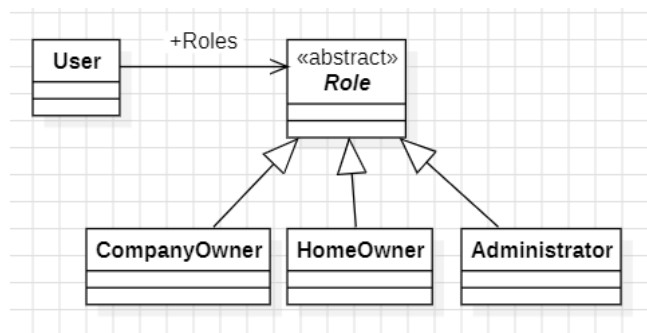 User
+Roles
«abstract»
Role
CompanyOwner
HomeOwner
Administrator